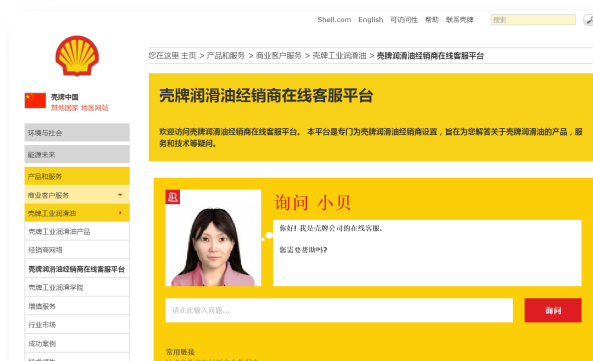 Shell.com English 可访问性 帮助 联系壳牌 搜索
您在这里 主页 > 产品和服务 > 商业客户服务 > 壳牌工业润滑油 > 壳牌润滑油经销商在线客服平台
壳牌中国
其他国家 地区网站
壳牌润滑油经销商在线客服平台
欢迎访问壳牌润滑油经销商在线客服平台。 本平台是专门为壳牌润滑油经销商设置，旨在为您解答关于壳牌润滑油的产品，服
务和技术等疑问。
环境与社会
能源未来
产品和服务
商业客户服务
壳牌工业润滑油
壳牌工业润滑油产品
经销商网络
壳牌润滑油经销商在线客服平台
壳牌工业润滑学院
增值服务
行业市场
成功案例
询问 小贝
你好! 我是壳牌公司的在线客服。
您需要帮助吗?
请在此输入问题...
询问
常用链接